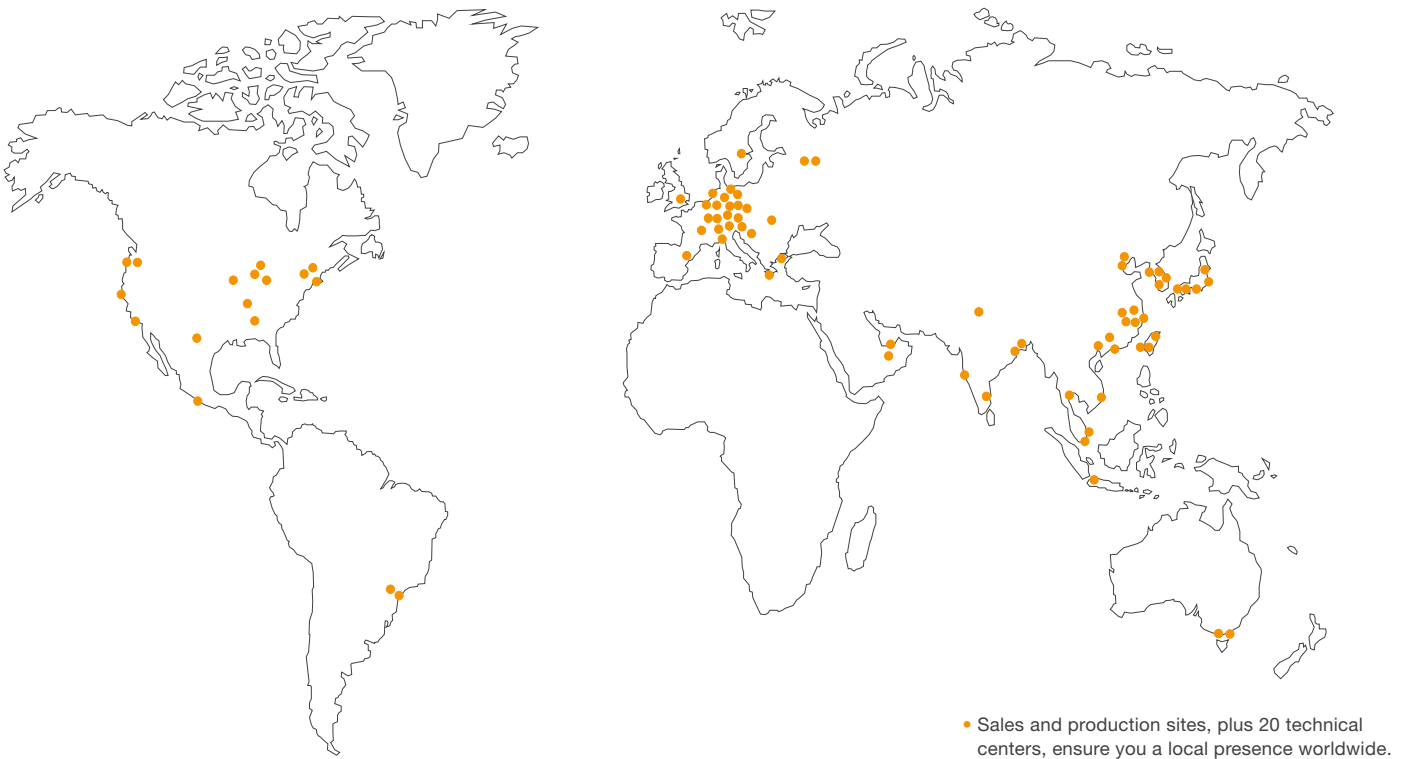 Sales and production sites, plus 20 technical
centers, ensure you a local presence worldwide.